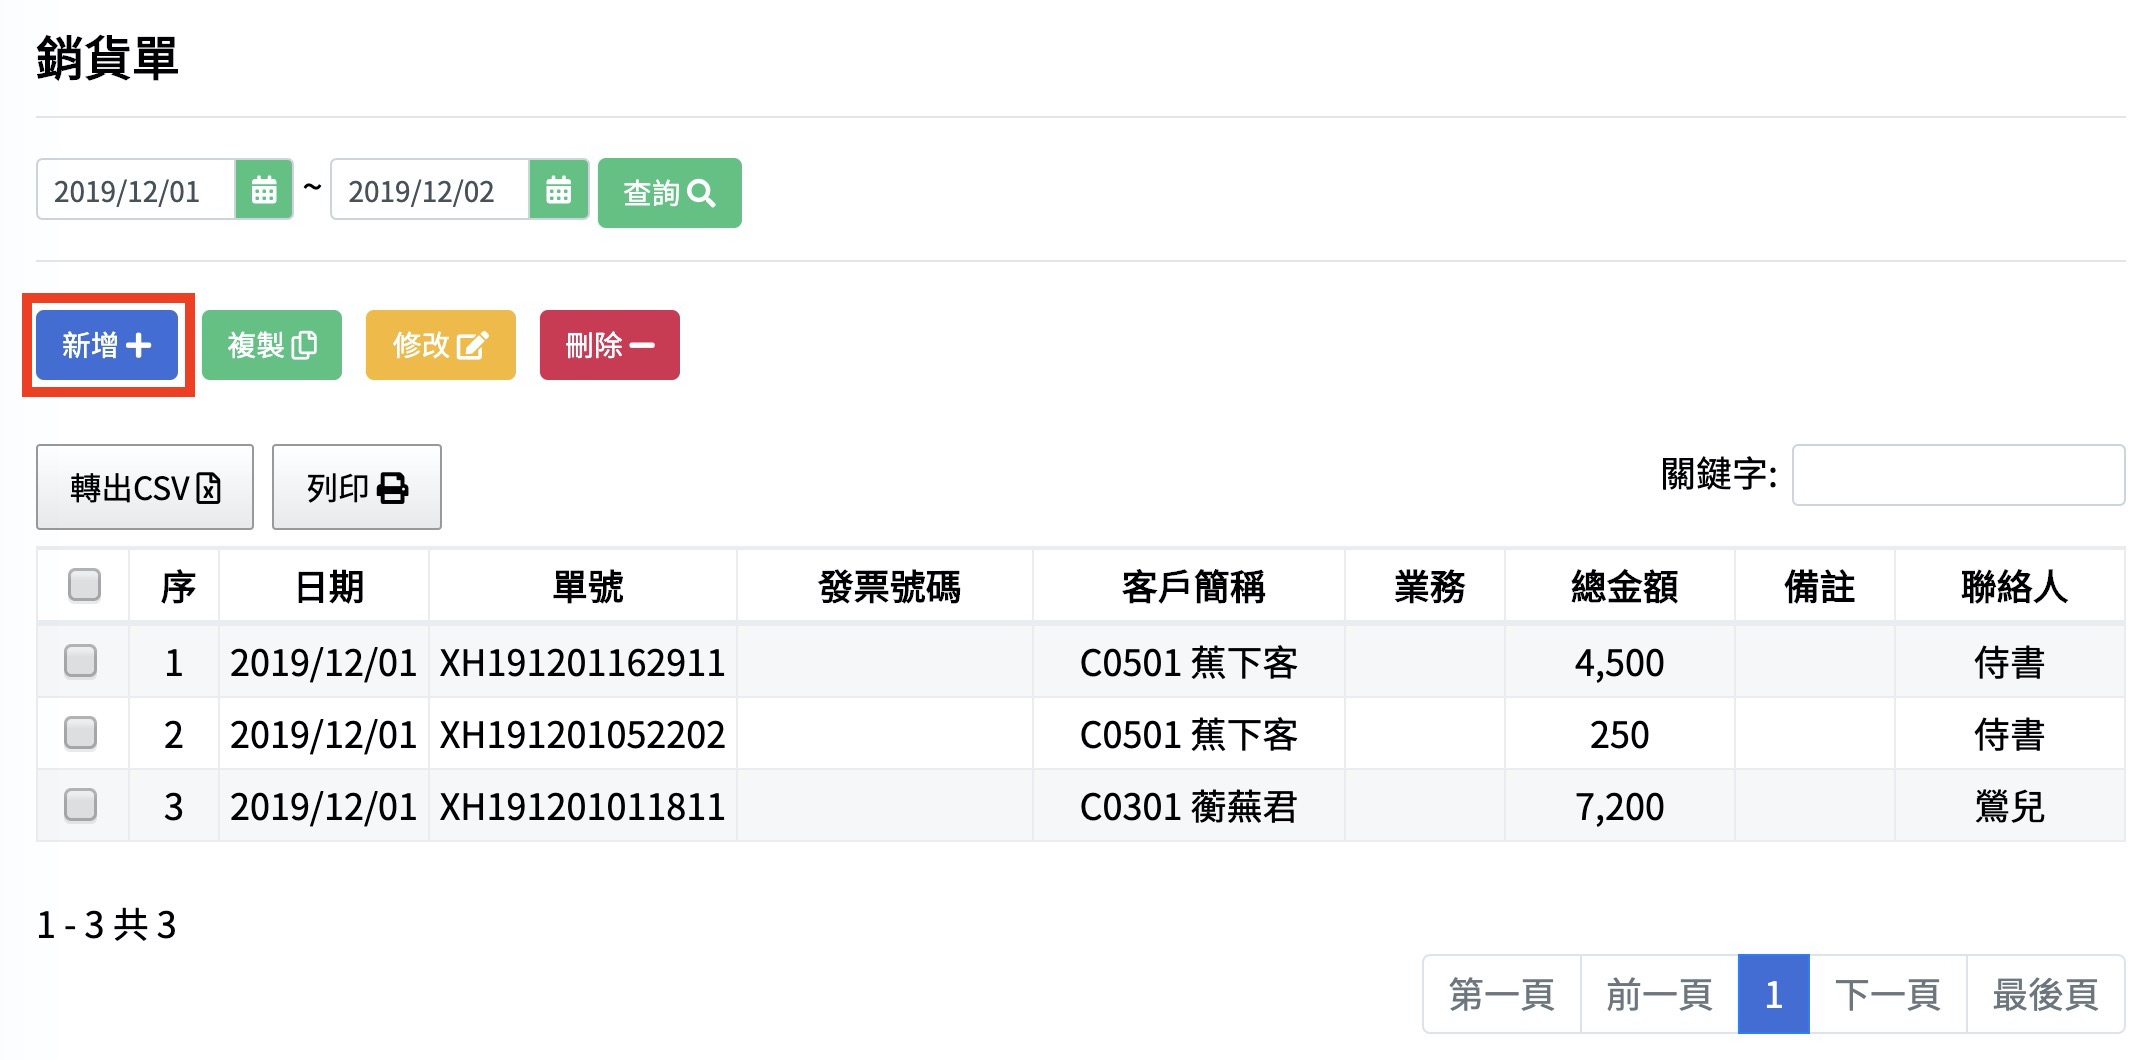 銷貨單
2019/12/01 ~ 2019/12/02 查詢
新增 複製 修改 刪除
轉出CSV 列印 關鍵字:
序 日期 單號 發票號碼 客戶簡稱 業務 總金額 備註 聯絡人
1 2019/12/01 XH191201162911 C0501 蕉下客 4,500 侍書
2 2019/12/01 XH191201052202 C0501 蕉下客 250 侍書
3 2019/12/01 XH191201011811 C0301 蘅蕪君 7,200 鶯兒
1 - 3 共 3
第一頁 前一頁 1 下一頁 最後頁